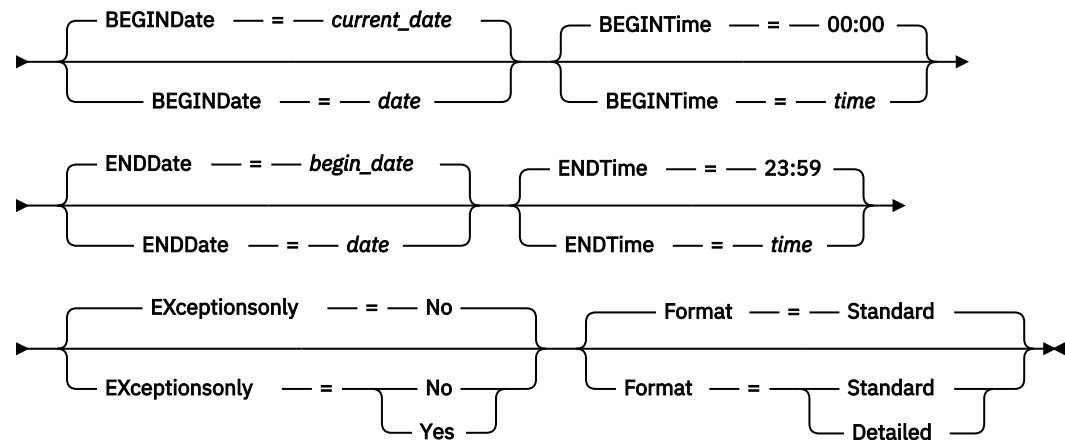 BEGINDate = current_date BEGINTime = 00:00
BEGINDate = date BEGINTime = time
ENDDate = begin_date ENDTime = 23:59
ENDDate = date ENDTime = time
EXceptionsonly = No Format = Standard
EXceptionsonly = No Format = Standard
Yes Detailed